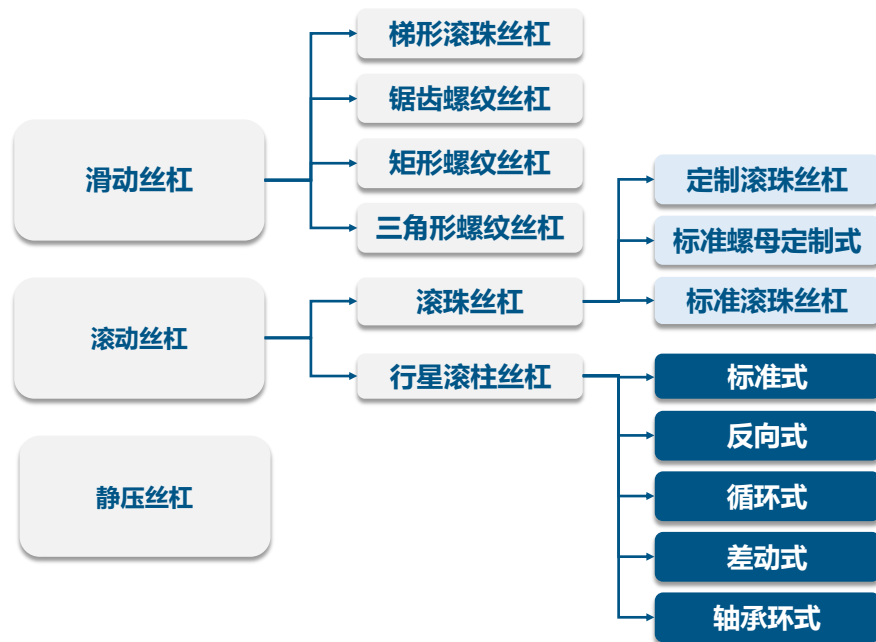 滑动丝杠
梯形滚珠丝杠
锯齿螺纹丝杠
矩形螺纹丝杠
三角形螺纹丝杠
滚动丝杠
滚珠丝杠
定制滚珠丝杠
标准螺母定制式
标准滚珠丝杠
行星滚柱丝杠
标准式
反向式
循环式
差动式
轴承环式
静压丝杠